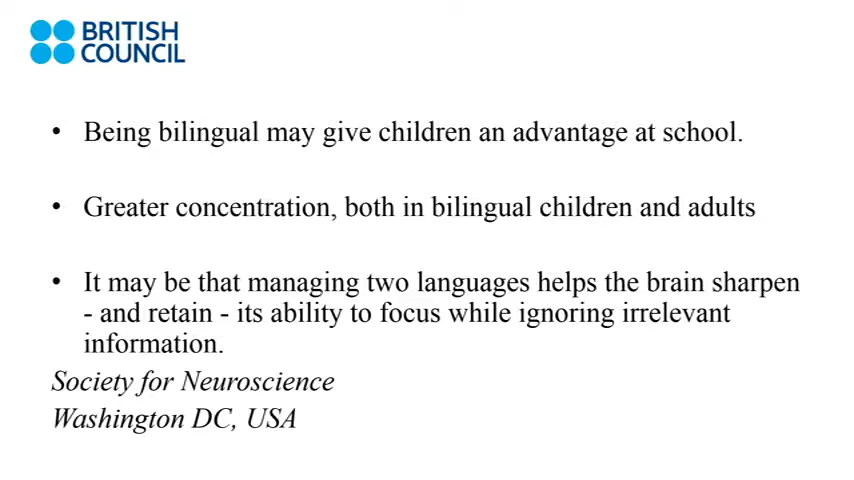 BRITISH
COUNCIL
• Being bilingual may give children an advantage at school.
• Greater concentration, both in bilingual children and adults
• It may be that managing two languages helps the brain sharpen
- and retain - its ability to focus while ignoring irrelevant
information.
Society for Neuroscience
Washington DC, USA